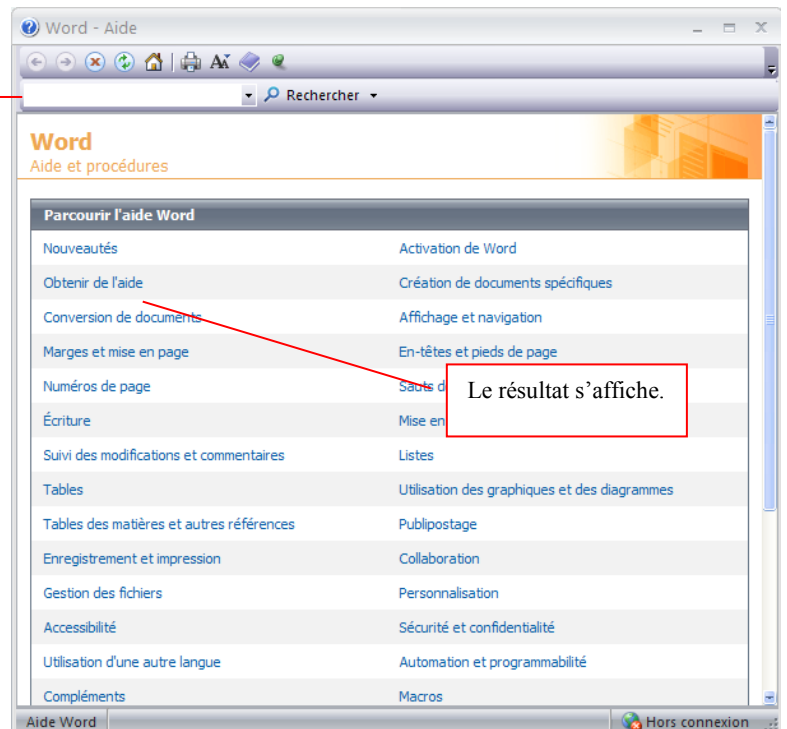 Word - Aide
Rechercher
Word
Aide et procédures
Parcourir l'aide Word
Nouveautés Activation de Word
Obtenir de l'aide Création de documents spécifiques
Conversion de documents Affichage et navigation
Marges et mise en page En-têtes et pieds de page
Numéros de page Sauts d
Le résultat s’affiche.
Écriture Mise en
Suivi des modifications et commentaires Listes
Tables Utilisation des graphiques et des diagrammes
Tables des matières et autres références Publipostage
Enregistrement et impression Collaboration
Gestion des fichiers Personnalisation
Accessibilité Sécurité et confidentialité
Utilisation d'une autre langue Automation et programmabilité
Compléments Macros
Aide Word Hors connexion